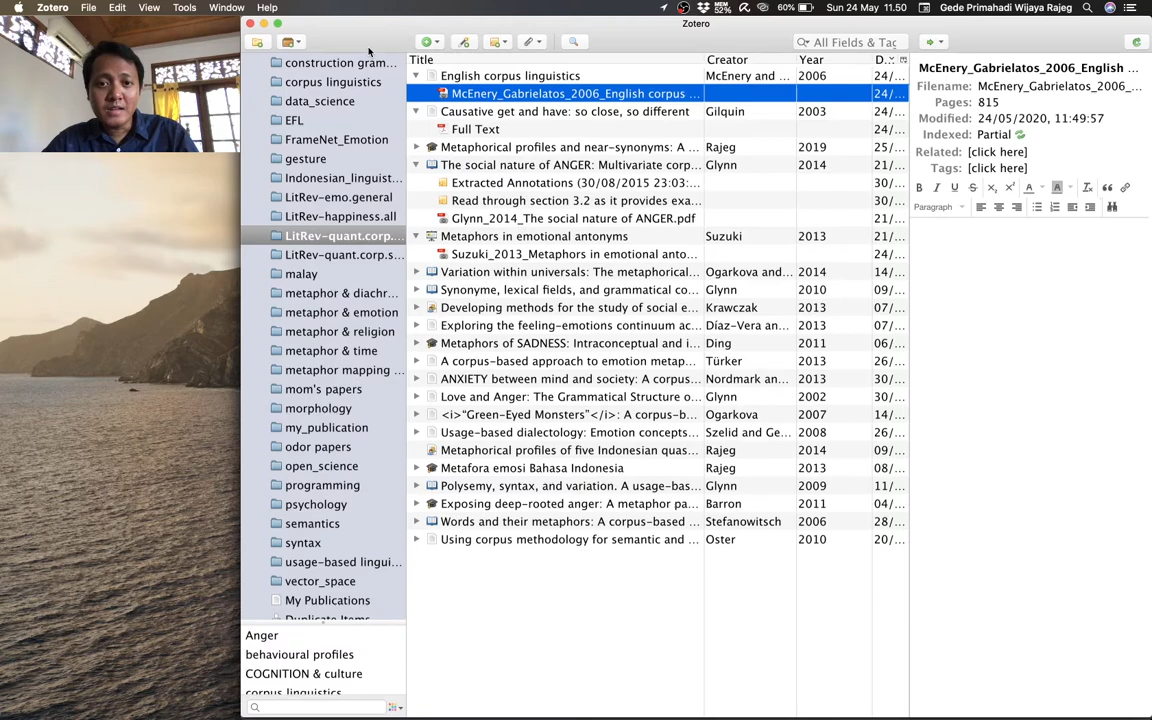 Zotero File Edit View Tools Window Help
MEM 52% 60% Sun 24 May 11.50 Gede Primahadi Wijaya Rajeg
Zotero
All Fields & Tag
construction gram...
corpus linguistics
data_science
EFL
FrameNet_Emotion
gesture
Indonesian_linguist...
LitRev-emo.general
LitRev-happiness.all
LitRev-quant.corp....
LitRev-quant.corp.s...
malay
metaphor & diachr...
metaphor & emotion
metaphor & religion
metaphor & time
metaphor mapping ...
mom's papers
morphology
my_publication
odor papers
open_science
programming
psychology
semantics
syntax
usage-based lingui...
vector_space
My Publications
Duplicate Items
Anger
behavioural profiles
COGNITION & culture
corpus linguistics
Title Creator Year D...
English corpus linguistics McEnery and ... 2006 24/...
McEnery_Gabrielatos_2006_English corpus ... 24/...
Causative get and have: so close, so different Gilquin 2003 24/...
Full Text 24/...
Metaphorical profiles and near-synonyms: A ... Rajeg 2019 25/...
The social nature of ANGER: Multivariate corp... Glynn 2014 21/...
Extracted Annotations (30/08/2015 23:03:... 30/...
Read through section 3.2 as it provides exa... 30/...
Glynn_2014_The social nature of ANGER.pdf 21/...
Metaphors in emotional antonyms Suzuki 2013 21/...
Suzuki_2013_Metaphors in emotional anto... 24/...
Variation within universals: The metaphorical... Ogarkova and... 2014 14/...
Synonyme, lexical fields, and grammatical co... Glynn 2010 09/...
Developing methods for the study of social e... Krawczak 2013 07/...
Exploring the feeling-emotions continuum ac... Díaz-Vera an... 2013 07/...
Metaphors of SADNESS: Intraconceptual and i... Ding 2011 06/...
A corpus-based approach to emotion metap... Türker 2013 26/...
ANXIETY between mind and society: A corpus... Nordmark an... 2013 30/...
Love and Anger: The Grammatical Structure o... Glynn 2002 30/...
<i>“Green-Eyed Monsters”</i>: A corpus-b... Ogarkova 2007 14/...
Usage-based dialectology: Emotion concepts... Szelid and Ge... 2008 26/...
Metaphorical profiles of five Indonesian quas... Rajeg 2014 09/...
Metafora emosi Bahasa Indonesia Rajeg 2013 08/...
Polysemy, syntax, and variation. A usage-bas... Glynn 2009 11/...
Exposing deep-rooted anger: A metaphor pa... Barron 2011 04/...
Words and their metaphors: A corpus-based ... Stefanowitsch 2006 28/...
Using corpus methodology for semantic and ... Oster 2010 20/...
McEnery_Gabrielatos_2006_English ...
Filename: McEnery_Gabrielatos_2006_...
Pages: 815
Modified: 24/05/2020, 11:49:57
Indexed: Partial
Related: [click here]
Tags: [click here]
B I U S X₂ X² A A
Paragraph